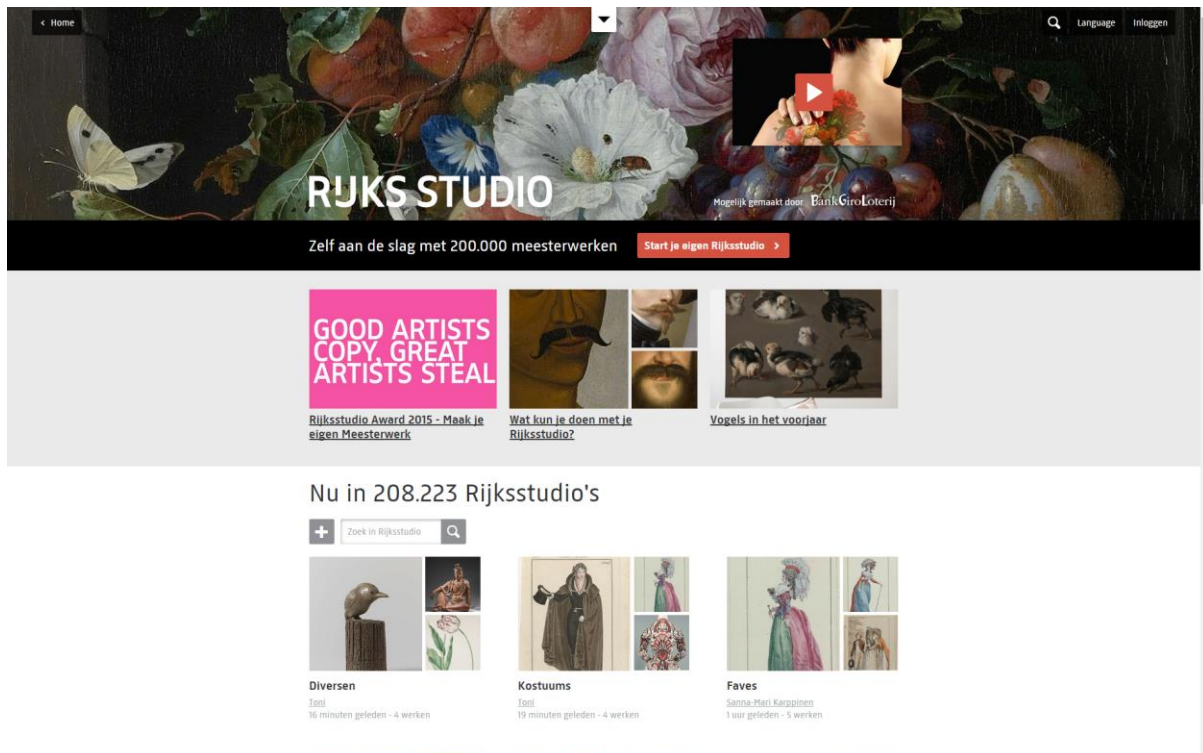 < Home
Language
Inloggen
RIJKS STUDIO
Mogelijk gemaakt door BankGiroLoterij
Zelf aan de slag met 200.000 meesterwerken
Start je eigen Rijksstudio >
GOOD ARTISTS
COPY, GREAT
ARTISTS STEAL
Rijksstudio Award 2015 - Maak je
eigen Meesterwerk
Wat kun je doen met je
Rijksstudio?
Vogels in het voorjaar
Nu in 208.223 Rijksstudio's
Zoek in Rijksstudio
Diversen
Toni
16 minuten geleden - 4 werken
Kostuums
Toni
19 minuten geleden - 4 werken
Faves
Sanna-Mari Karppinen
1 uur geleden - 5 werken